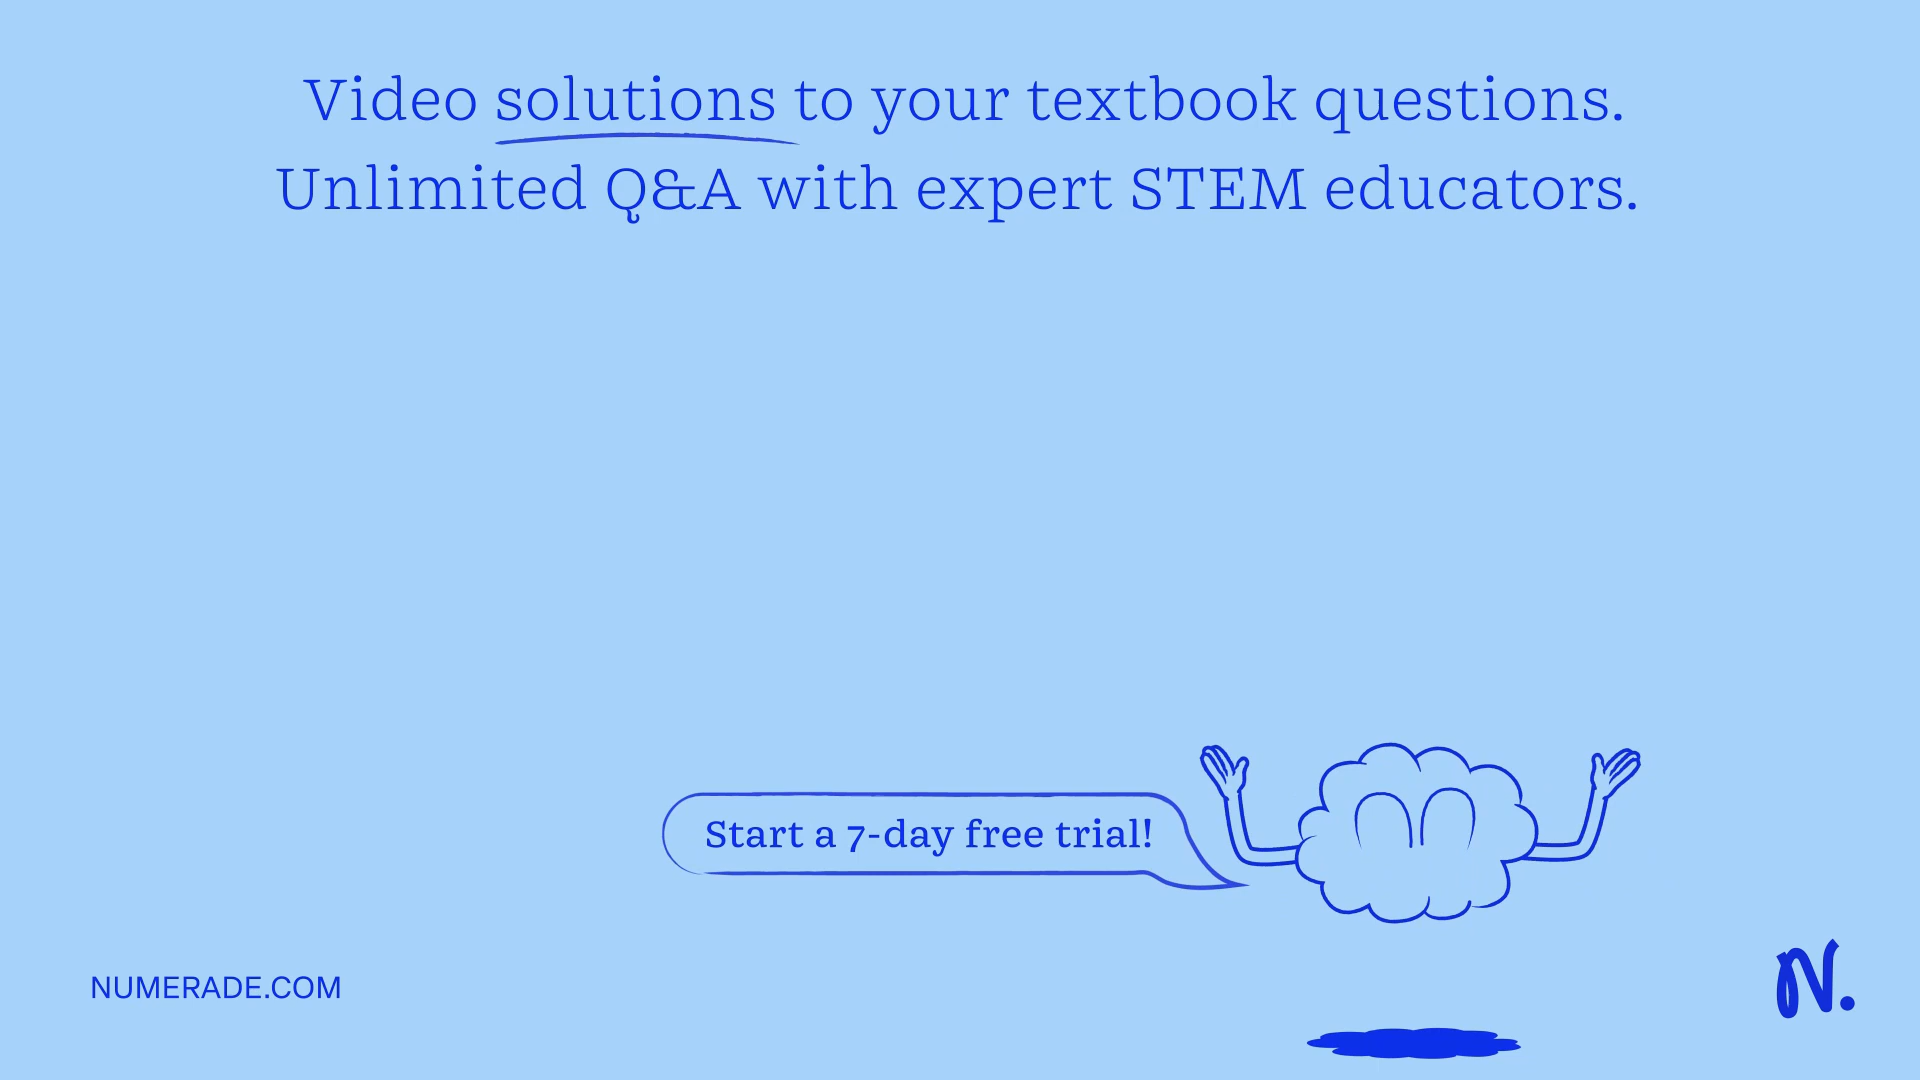 Video solutions to your textbook questions.
Unlimited Q&A with expert STEM educators.
Start a 7-day free trial!
NUMERADE.COM
N.